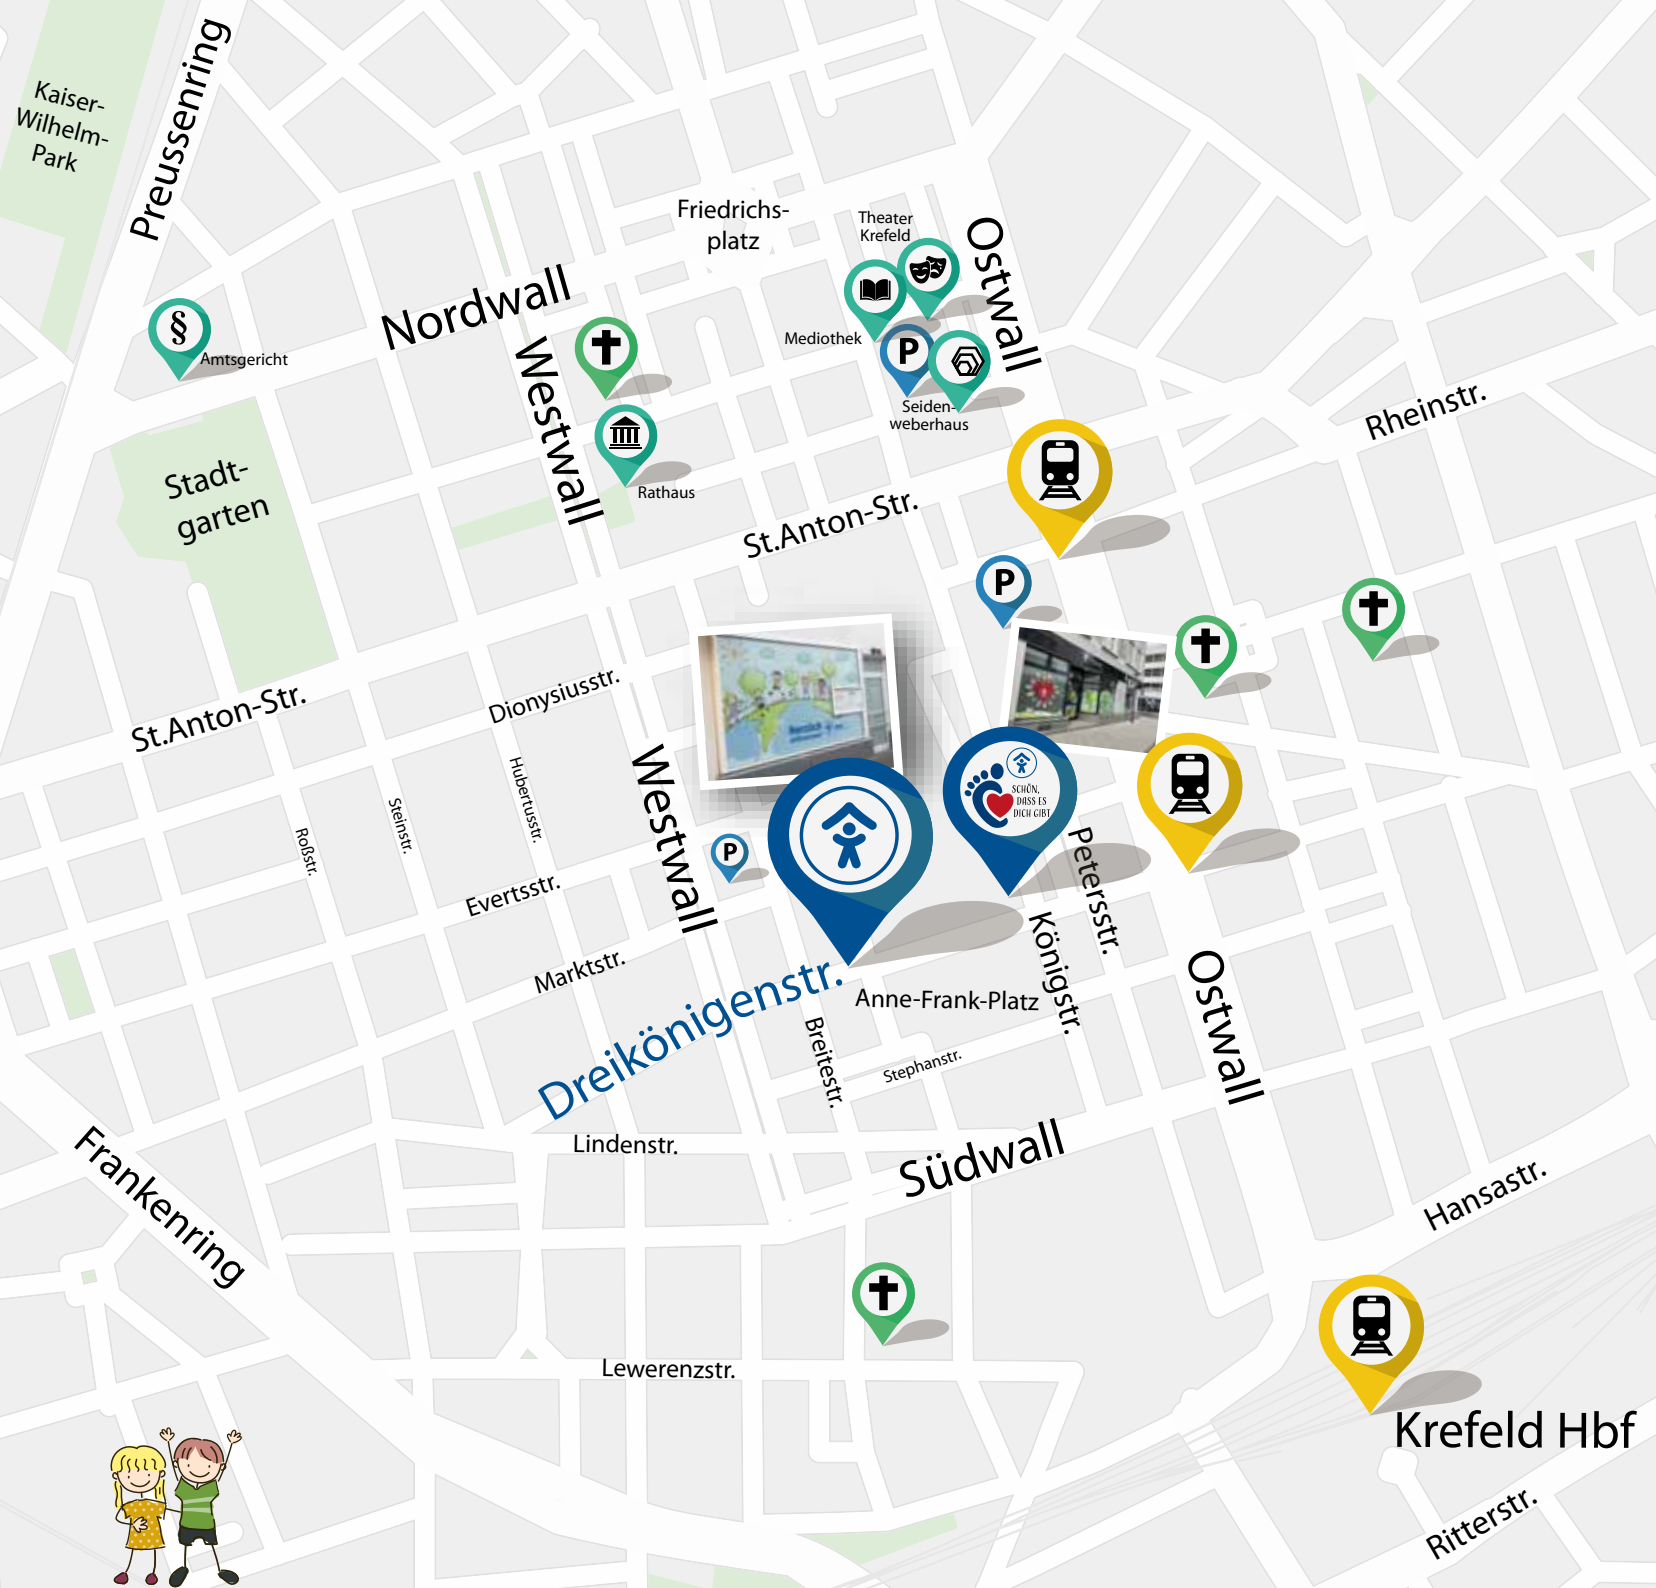 Preussenring
Kaiser-
Wilhelm-
Park
Friedrichs-
platz
Theater
Krefeld
Ostwall
Nordwall
Mediothek
§
Amtsgericht
Westwall
P
Seiden-
weberhaus
Rheinstr.
Stadt-
garten
Rathaus
St.Anton-Str.
P
St.Anton-Str.
Dionysiusstr.
Hubertusstr.
Steinstr.
Roßstr.
Westwall
SCHÖN,
DASS ES
DICH GIBT
P
Petersstr.
Evertsstr.
Königstr.
Marktstr.
Ostwall
Dreikönigenstr.
Anne-Frank-Platz
Breitestr.
Stephanstr.
Lindenstr.
Südwall
Frankenring
Hansastr.
Lewerenzstr.
Krefeld Hbf
Ritterstr.